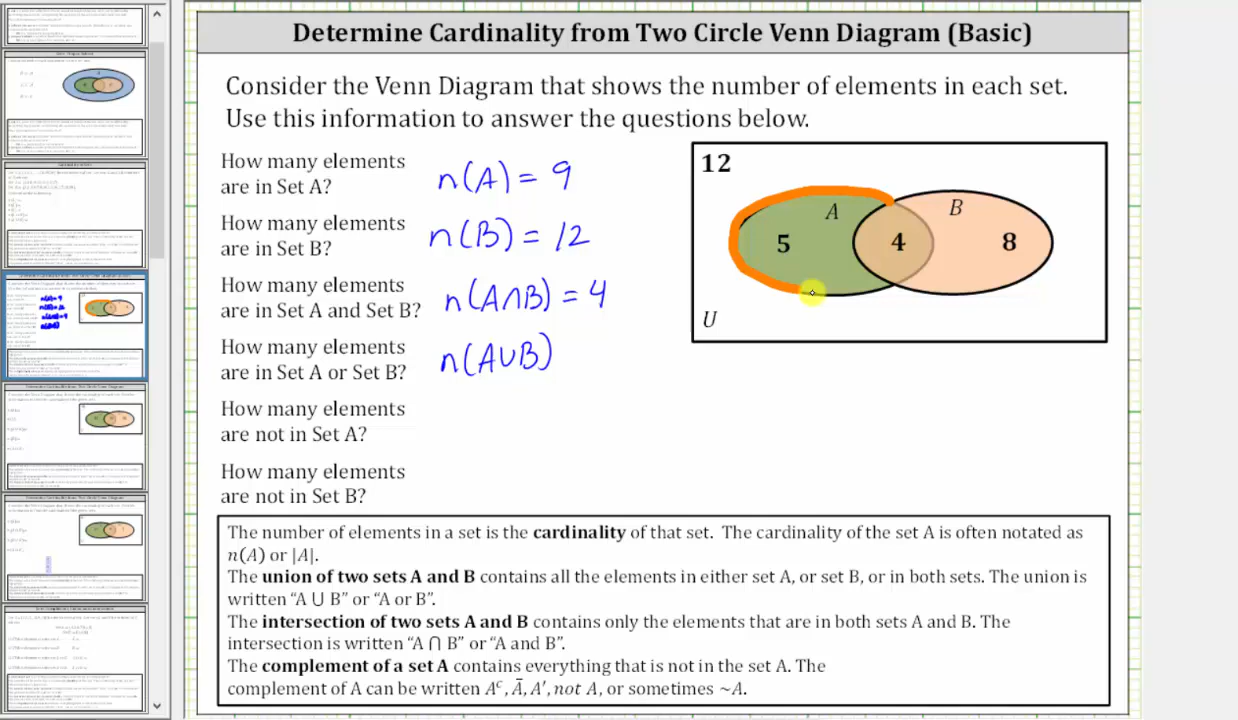 Determine Cardinality from Two Circle Venn Diagram (Basic)
Consider the Venn Diagram that shows the number of elements in each set.
Use this information to answer the questions below.
How many elements
are in Set A?
n(A) = 9
How many elements
are in Set B?
n(B) = 12
How many elements
are in Set A and Set B?
n(A∩B) = 4
How many elements
are in Set A or Set B?
n(A∪B)
How many elements
are not in Set A?
How many elements
are not in Set B?
12
A
B
5
4
8
U
The number of elements in a set is the cardinality of that set. The cardinality of the set A is often notated as
n(A) or |A|.
The union of two sets A and B contains all the elements in either set A, or set B, or in both sets. The union is
written "A ∪ B" or "A or B".
The intersection of two sets A and B contains only the elements that are in both sets A and B. The
intersection is written "A ⋂ B" or "A and B".
The complement of a set A contains everything that is not in the set A. The
complement of A can be written Aᶜ, Ā, A′, not A, or sometimes ~A.